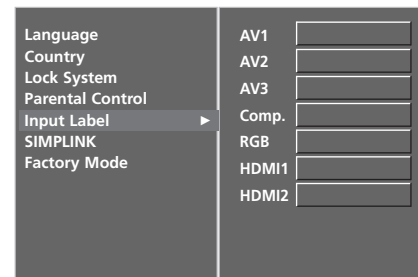 Language
Country
Lock System
Parental Control
Input Label ►
SIMPLINK
Factory Mode
AV1
AV2
AV3
Comp.
RGB
HDMI1
HDMI2